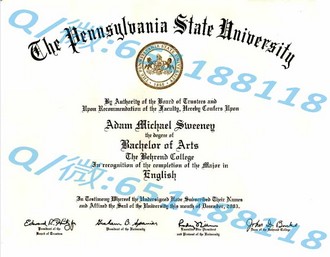 The Pennsylvania State University
Q/微:651188118
By Authority of the Board of Trustees and
Upon Recommendation of the Faculty, Hereby Confers Upon
Adam Michael Sweeney
the degree of
Bachelor of Arts
The Behrend College
In recognition of the completion of the Major in
English
In Testimony Whereof the Undersigned Have Subscribed Their Names
and Affixed the Seal of the University this month of December, 2003.
President of the
Board of Trustees
President of the University
Q/微:651188118